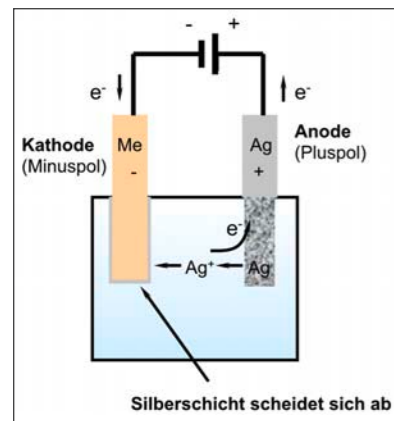 - +
e- e-
Kathode
(Minuspol)
Me
-
Ag
+
Anode
(Pluspol)
e-
Ag+
Ag
Silberschicht scheidet sich ab